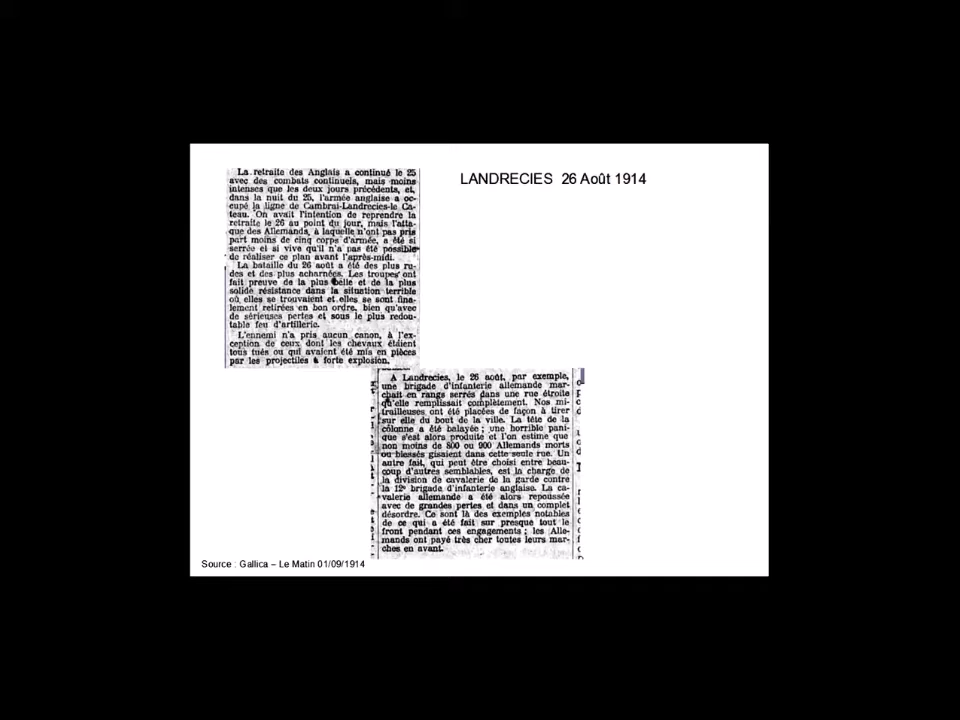 LANDRECIES 26 Août 1914
La retraite des Anglais a continué le 25
avec des combats continuels, mais moins
intenses que les deux jours précédents, et,
dans la nuit du 25, l'armée anglaise a oc-
cupé la ligne de Cambrai-Landrecies-le Ca-
teau. On avait l'intention de reprendre la
retraite le 26 au point du jour, mais l'atta-
que des Allemands, à laquelle n'ont pas pris
part moins de cinq corps d'armée, a été si
serrée et si vive qu'il n'a pas été possible
de réaliser ce plan avant l'après-midi.
La bataille du 26 août a été des plus ru-
des et des plus acharnées. Les troupes ont
fait preuve de la plus belle et de la plus
solide résistance dans la situation terrible
où elles se trouvaient et elles se sont fina-
lement retirées en bon ordre, bien qu'avec
de sérieuses pertes et sous le plus redou-
table feu d'artillerie.
L'ennemi n'a pris aucun canon, à l'ex-
ception de ceux dont les chevaux étaient
tous tués ou qui avaient été mis en pièces
par les projectiles à forte explosion.
A Landrecies, le 26 août, par exemple,
une brigade d'infanterie allemande mar-
chait en rangs serrés dans une rue étroite
qu'elle remplissait complètement. Nos mi-
trailleuses ont été placées de façon à tirer
sur elle du bout de la ville. La tête de la
colonne a été balayée ; une horrible pani-
que s'est alors produite et l'on estime que
non moins de 800 ou 900 Allemands morts
ou blessés gisaient dans cette seule rue. Un
autre fait, qui peut être choisi entre beau-
coup d'autres semblables, est la charge de
la division de cavalerie de la garde contre
la 12e brigade d'infanterie anglaise. La ca-
valerie allemande a été alors repoussée
avec de grandes pertes et dans un complet
désordre. Ce sont là des exemples notables
de ce qui a été fait sur presque tout le
front pendant ces engagements ; les Alle-
mands ont payé très cher toutes leurs mar-
ches en avant.
Source : Gallica – Le Matin 01/09/1914